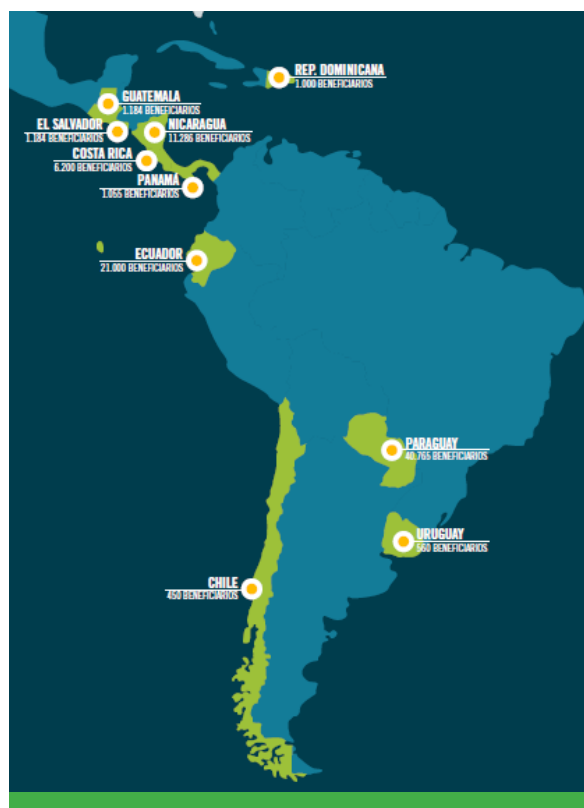 REP. DOMINICANA
1.000 BENEFICIARIOS
GUATEMALA
1.184 BENEFICIARIOS
EL SALVADOR
1.184 BENEFICIARIOS
NICARAGUA
11.286 BENEFICIARIOS
COSTA RICA
6.200 BENEFICIARIOS
PANAMÁ
1.055 BENEFICIARIOS
ECUADOR
21.000 BENEFICIARIOS
PARAGUAY
40.765 BENEFICIARIOS
URUGUAY
560 BENEFICIARIOS
CHILE
450 BENEFICIARIOS